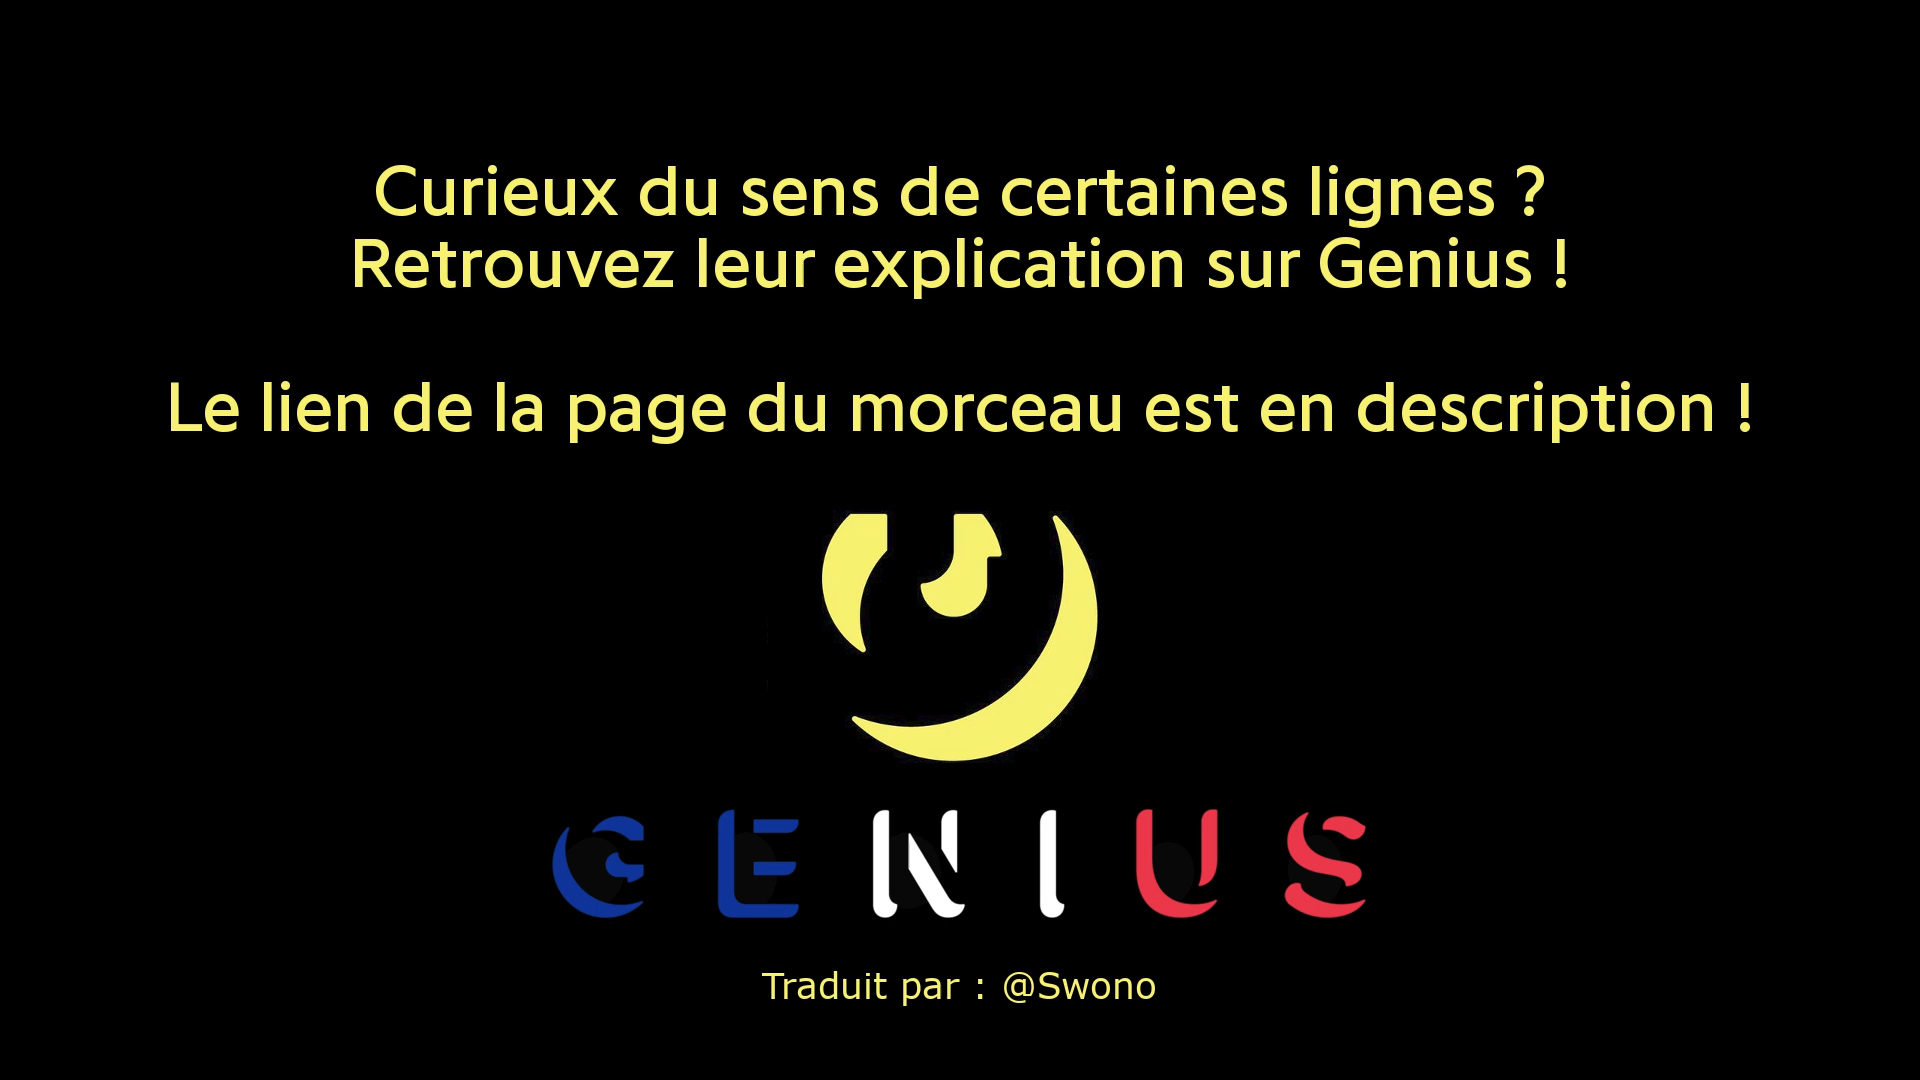 Curieux du sens de certaines lignes ?
Retrouvez leur explication sur Genius !
Le lien de la page du morceau est en description !
GENIUS
Traduit par : @Swono